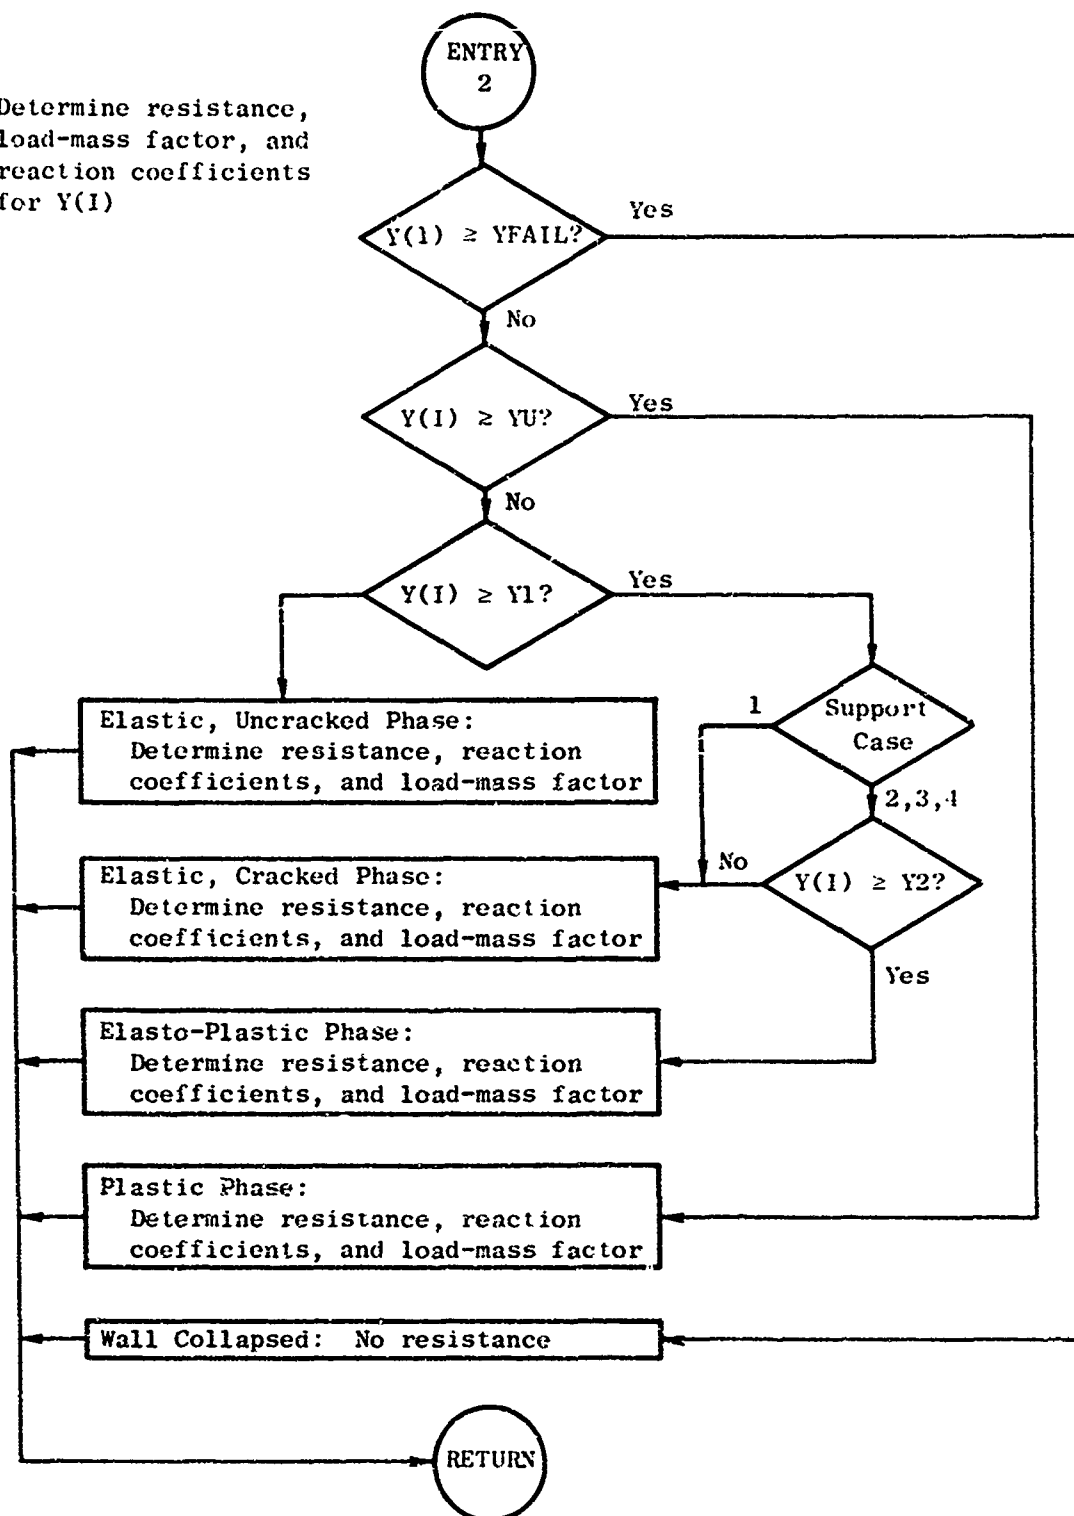 ENTRY
2
Determine resistance,
load-mass factor, and
reaction coefficients
for Y(I)
Y(1) ≥ YFAIL?
Yes
No
Y(I) ≥ YU?
Yes
No
Y(I) ≥ Y1?
Yes
Support
Case
1
2,3,4
Elastic, Uncracked Phase:
Determine resistance, reaction
coefficients, and load-mass factor
Y(I) ≥ Y2?
No
Yes
Elastic, Cracked Phase:
Determine resistance, reaction
coefficients, and load-mass factor
Elasto-Plastic Phase:
Determine resistance, reaction
coefficients, and load-mass factor
Plastic Phase:
Determine resistance, reaction
coefficients, and load-mass factor
Wall Collapsed: No resistance
RETURN